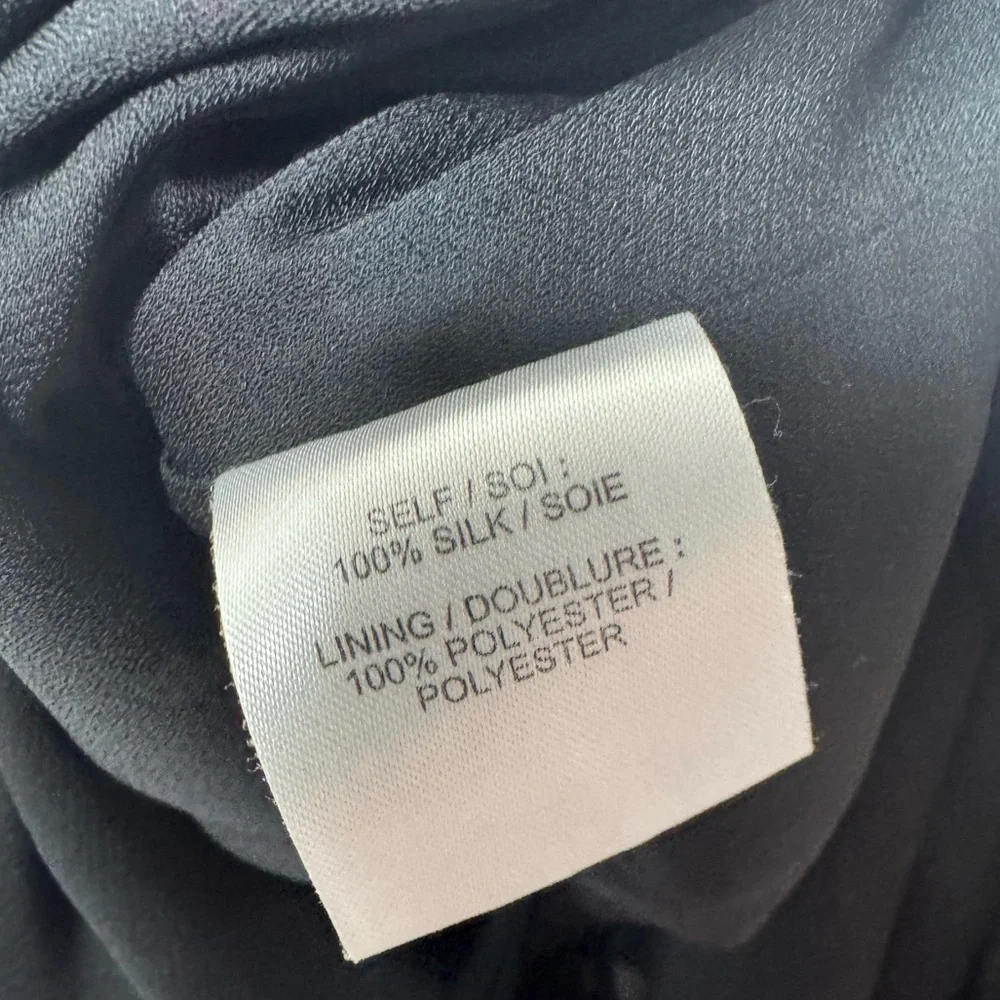 SELF / SOI :
100% SILK / SOIE
LINING / DOUBLURE :
100% POLYESTER /
POLYESTER